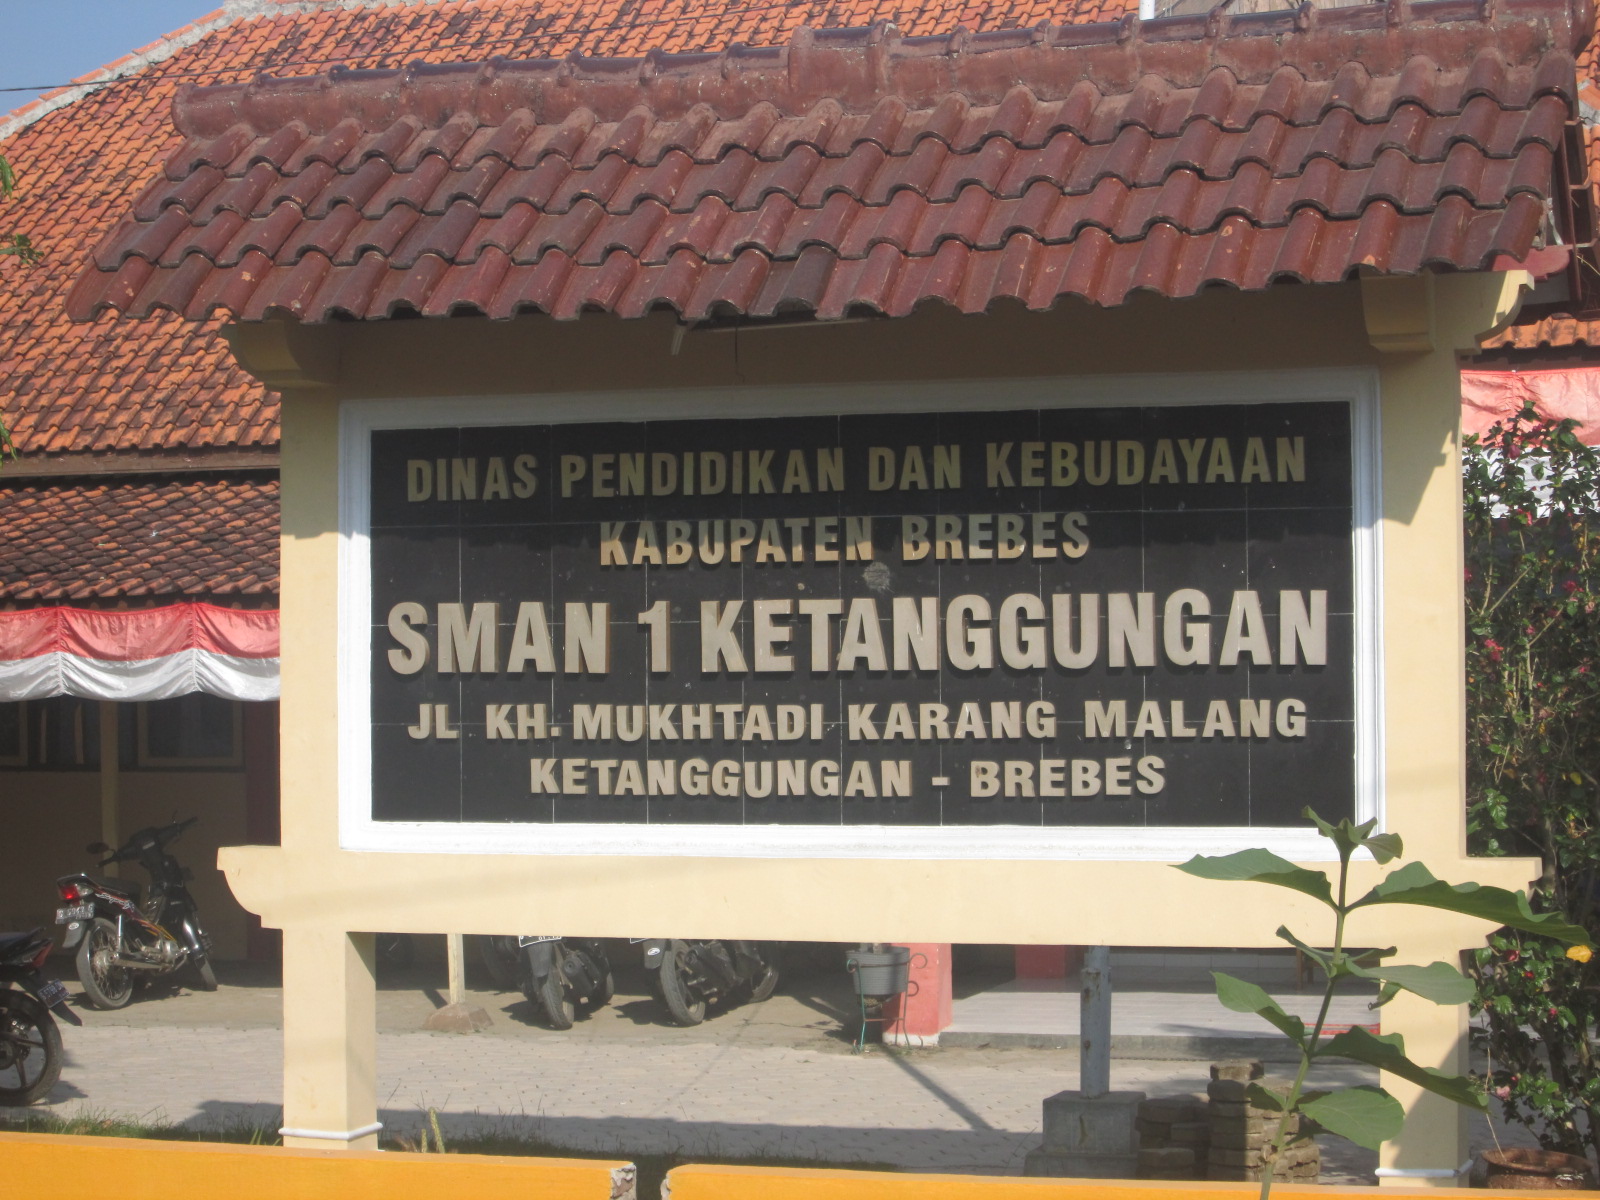 DINAS PENDIDIKAN DAN KEBUDAYAAN
KABUPATEN BREBES
SMAN 1 KETANGGUNGAN
JL KH. MUKHTADI KARANG MALANG
KETANGGUNGAN - BREBES